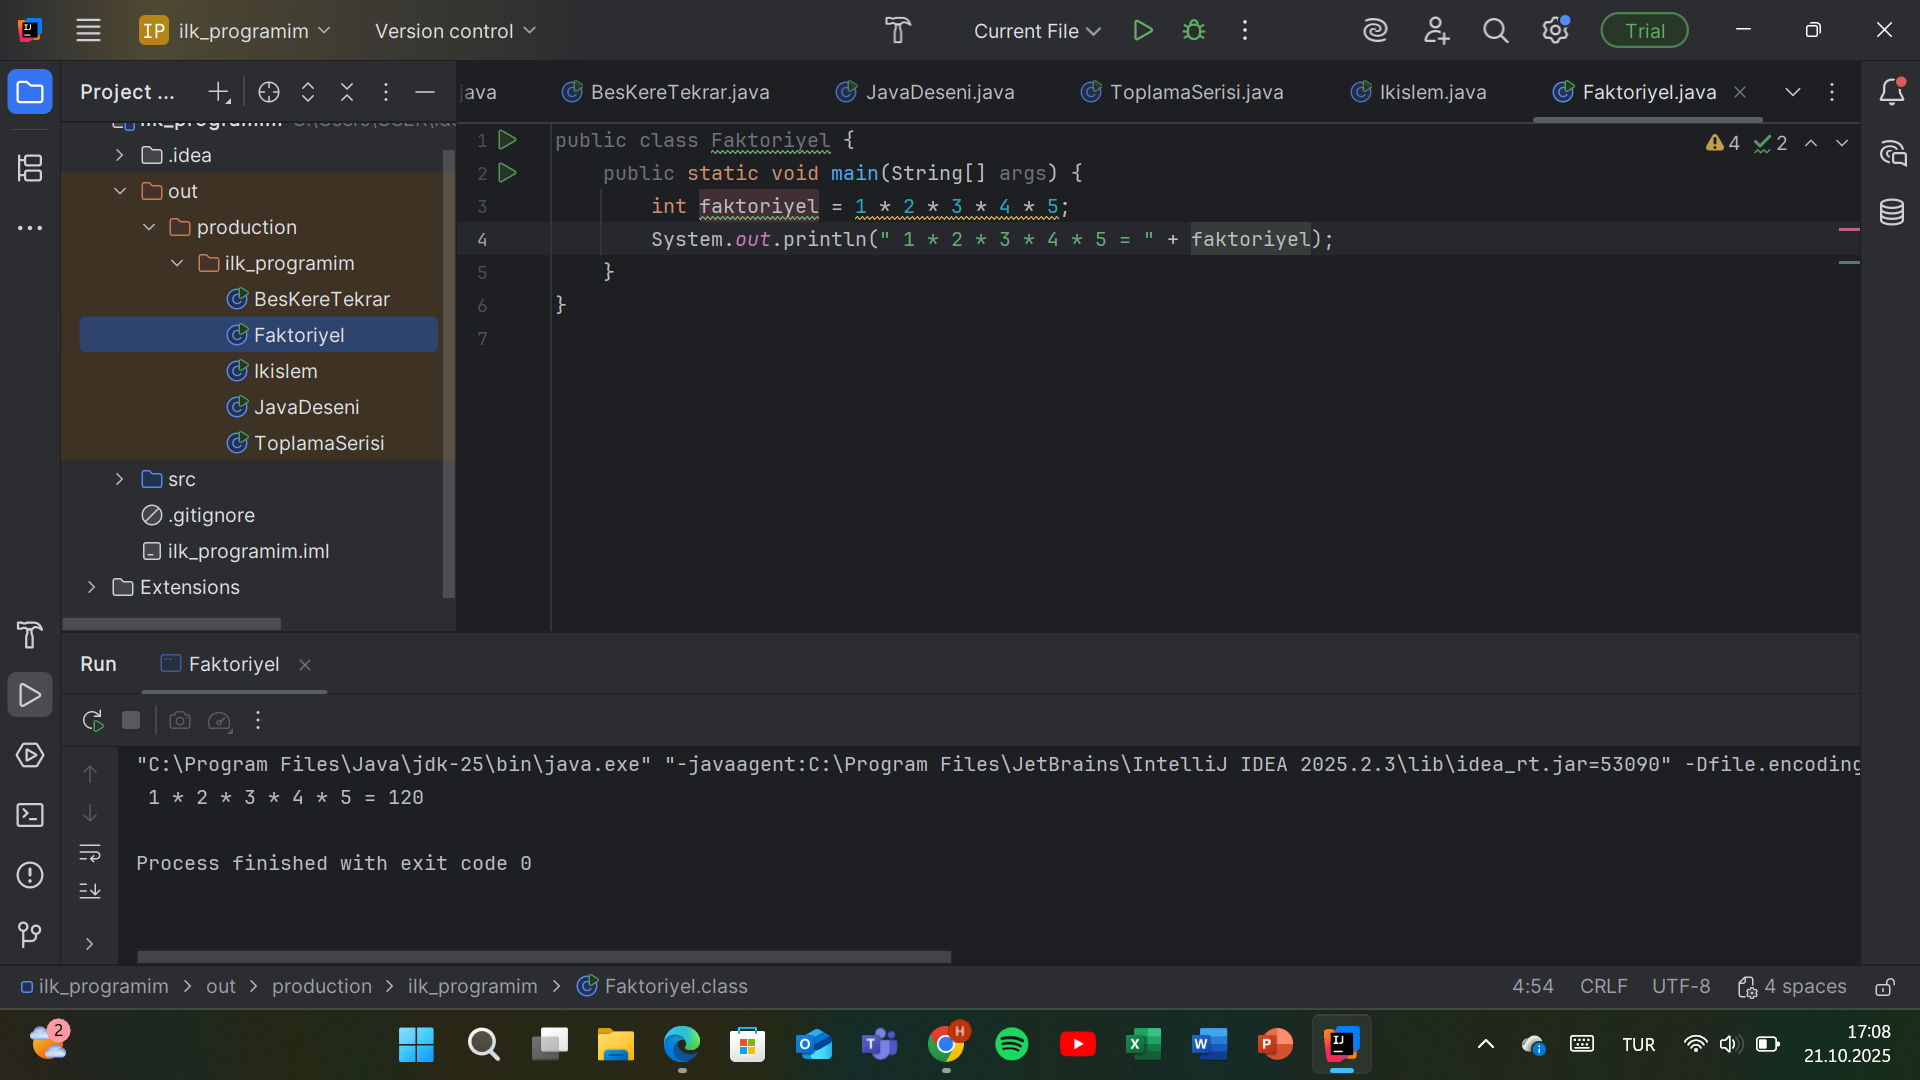 IP ilk_programim Version control Current File Trial
Project ... java BesKereTekrar.java JavaDeseni.java ToplamaSerisi.java Ikislem.java Faktoriyel.java
.idea
out
production
ilk_programim
BesKereTekrar
Faktoriyel
Ikislem
JavaDeseni
ToplamaSerisi
src
.gitignore
ilk_programim.iml
Extensions
1 public class Faktoriyel {
2 public static void main(String[] args) {
3 int faktoriyel = 1 * 2 * 3 * 4 * 5;
4 System.out.println(" 1 * 2 * 3 * 4 * 5 = " + faktoriyel);
5 }
6 }
7
4 2
Run Faktoriyel
"C:\Program Files\Java\jdk-25\bin\java.exe" "-javaagent:C:\Program Files\JetBrains\IntelliJ IDEA 2025.2.3\lib\idea_rt.jar=53090" -Dfile.encoding
1 * 2 * 3 * 4 * 5 = 120
Process finished with exit code 0
ilk_programim > out > production > ilk_programim > Faktoriyel.class 4:54 CRLF UTF-8 4 spaces
2 TUR 17:08
21.10.2025